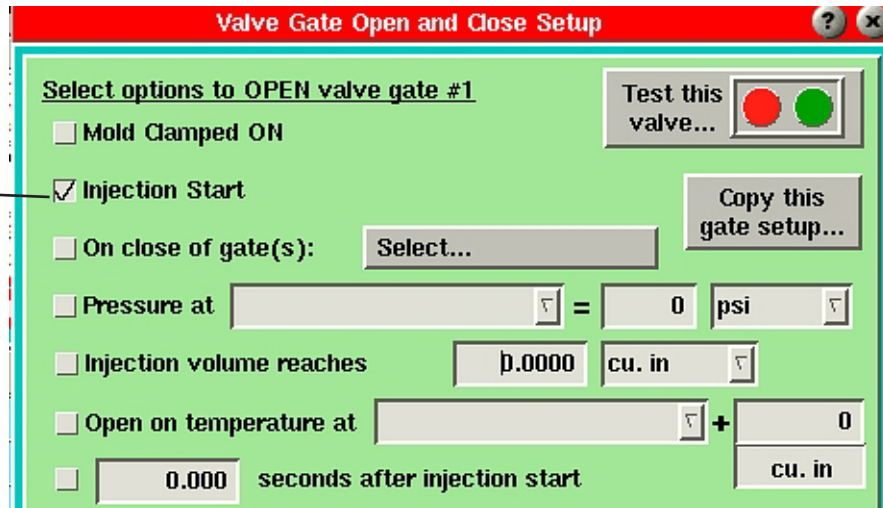 Valve Gate Open and Close Setup ? x
Select options to OPEN valve gate #1
Test this
valve...
Mold Clamped ON
Injection Start
Copy this
gate setup...
On close of gate(s): Select...
Pressure at = 0 psi
Injection volume reaches 0.0000 cu. in
Open on temperature at + 0
cu. in
0.000 seconds after injection start